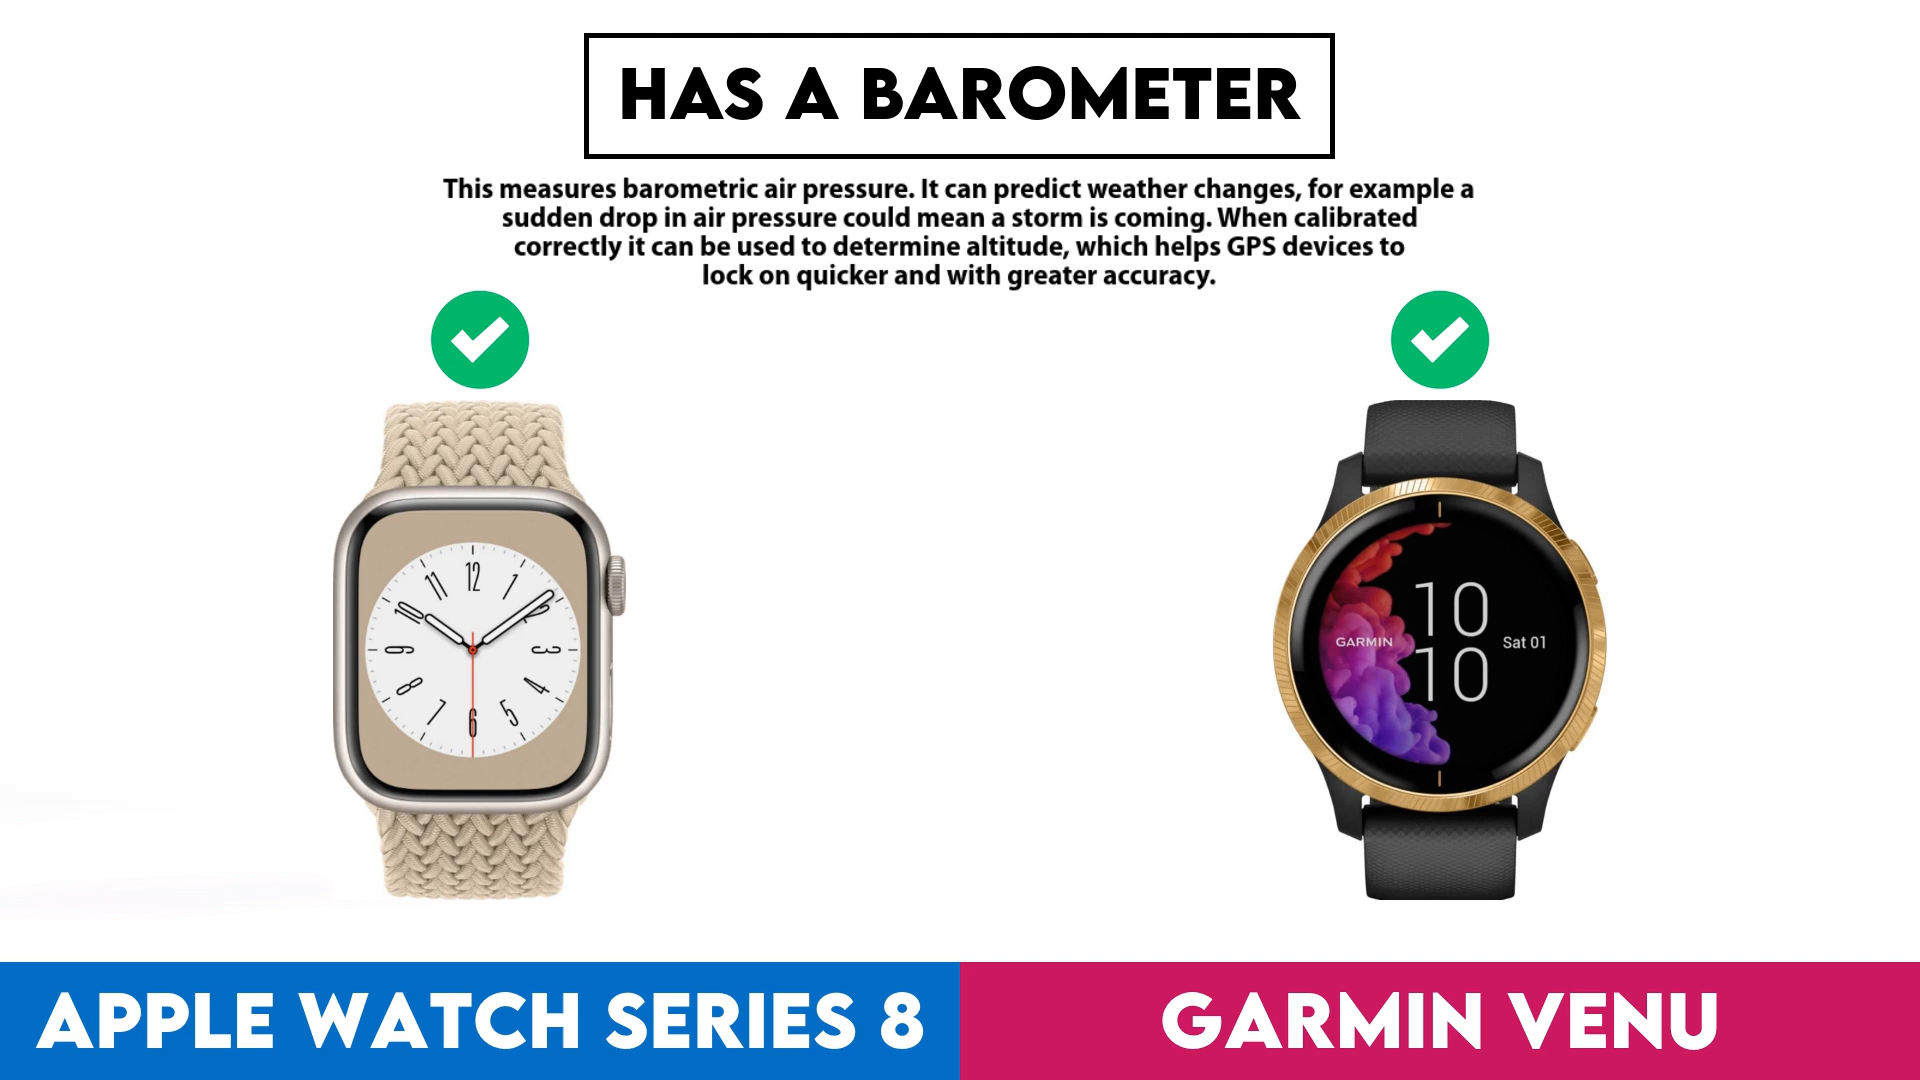 HAS A BAROMETER
This measures barometric air pressure. It can predict weather changes, for example a
sudden drop in air pressure could mean a storm is coming. When calibrated
correctly it can be used to determine altitude, which helps GPS devices to
lock on quicker and with greater accuracy.
12
11 1
10 2
9 3
8 4
7 5
6
10
GARMIN Sat 01
10
APPLE WATCH SERIES 8 GARMIN VENU